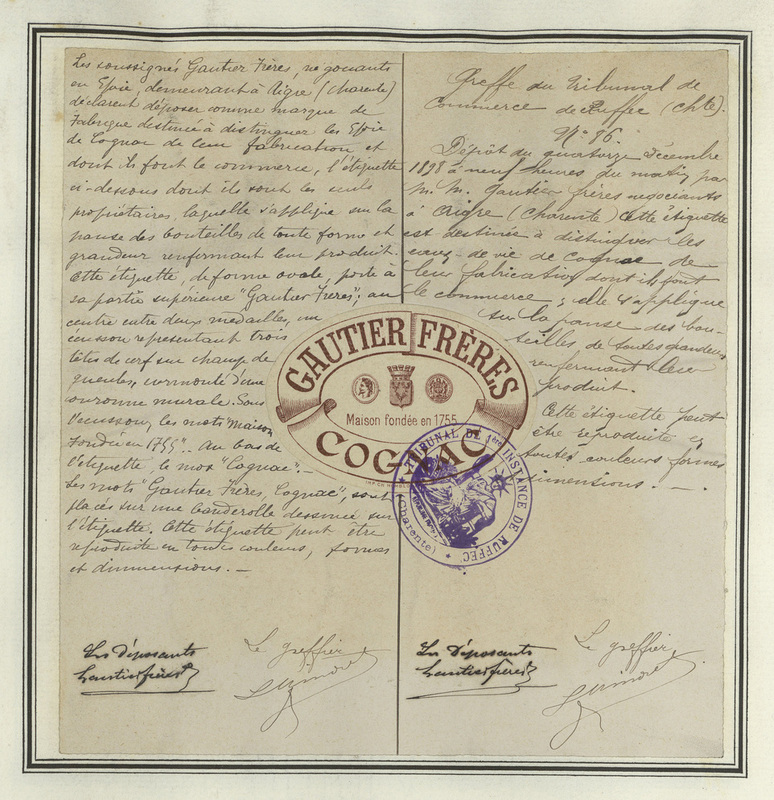 Les soussignés Gautier Frères, négociants
en Epie, demeurant à Aigre (Charente)
déclarent déposer comme marque de
Fabrique destinée à distinguer les Epie
de Cognac de leur fabrication et
dont ils font le commerce, l'étiquette
ci-dessous dont ils sont les seuls
propriétaires, laquelle s'applique sur la
panse des bouteilles de toute forme et
grandeur renfermant leur produit.
Cette étiquette, de forme ovale, porte à
sa partie supérieure "Gautier Frères"; au
centre entre deux médailles, un
écusson représentant trois
têtes de cerf sur champ de
gueules, surmonté d'une
couronne murale. Sous
l'écusson, les mots "Maison
Fondée en 1755". Au bas de
l'étiquette, le mot "Cognac". —
Les mots "Gautier Frères, Cognac", sont
placés sur une banderolle dessinée sur
l'étiquette. Cette étiquette peut être
reproduite en toutes couleurs, formes
et dimmensions. —
Les Déposants
Gautier frères
Le greffier
Greffe du Tribunal de
Commerce de Ruffec (Chte).
N° 86.
Dépôt du quatorze Décembre
1898 à neuf heures du matin par
M. M. Gautier frères négociants
à Aigre (Charente) Cette étiquette
est destinée à distinguer les
eaux-de-vie de cognac de
leur fabrication dont ils font
le commerce ; elle s'applique
sur la panse des bou-
teilles de toutes grandeurs
renfermant leur
produit.
Cette étiquette peut
être reproduite en
toutes couleurs formes
dimensions. —
Les Déposants
Gautier frères
Le greffier
GAUTIER FRÈRES
Maison fondée en 1755
COGNAC
TRIBUNAL DE 1ère INSTANCE DE RUFFEC
(Charente)